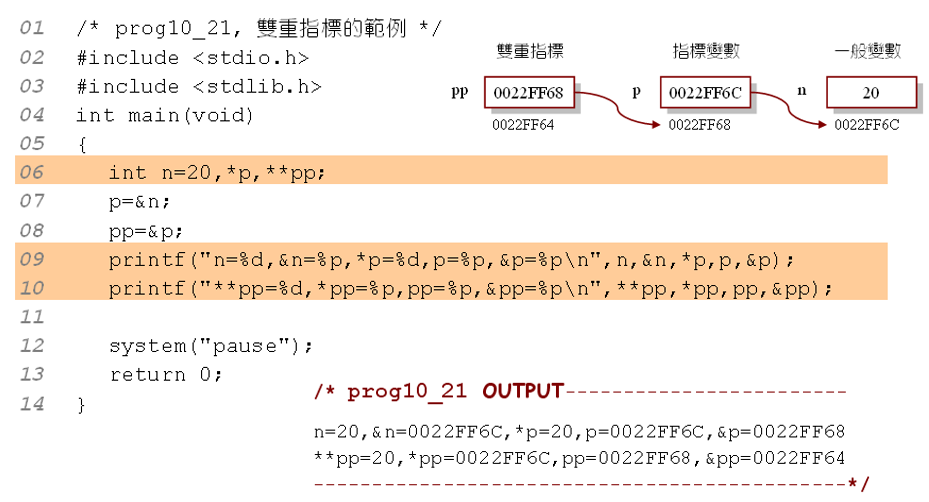 01 /* prog10_21, 雙重指標的範例 */
02 #include <stdio.h>
03 #include <stdlib.h>
04 int main(void)
05 {
06 int n=20,*p,**pp;
07 p=&n;
08 pp=&p;
09 printf("n=%d,&n=%p,*p=%d,p=%p,&p=%p\n",n,&n,*p,p,&p);
10 printf("**pp=%d,*pp=%p,pp=%p,&pp=%p\n",**pp,*pp,pp,&pp);
11
12 system("pause");
13 return 0;
14 }
雙重指標 指標變數 一般變數
pp 0022FF68 p 0022FF6C n 20
0022FF64 0022FF68 0022FF6C
/* prog10_21 OUTPUT------------------------
n=20,&n=0022FF6C,*p=20,p=0022FF6C,&p=0022FF68
**pp=20,*pp=0022FF6C,pp=0022FF68,&pp=0022FF64
---------------------------------------------*/